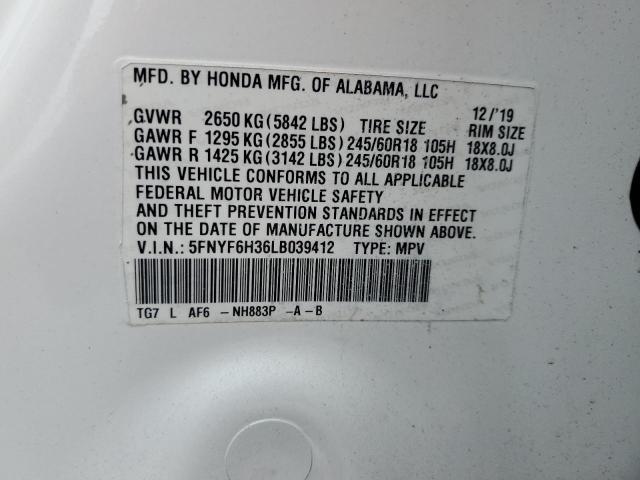 MFD. BY HONDA MFG. OF ALABAMA, LLC
GVWR 2650 KG(5842 LBS) TIRE SIZE 12/'19 RIM SIZE
GAWR F 1295 KG(2855 LBS)245/60R18 105H 18X8.0J
GAWR R 1425 KG(3142 LBS)245/60R18 105H 18X8.0J
THIS VEHICLE CONFORMS TO ALL APPLICABLE
FEDERAL MOTOR VEHICLE SAFETY
AND THEFT PREVENTION STANDARDS IN EFFECT
ON THE DATE OF MANUFACTURE SHOWN ABOVE.
V.I.N.: 5FNYF6H36LB039412 TYPE: MPV
TG7 L AF6 -NH883P -A-B